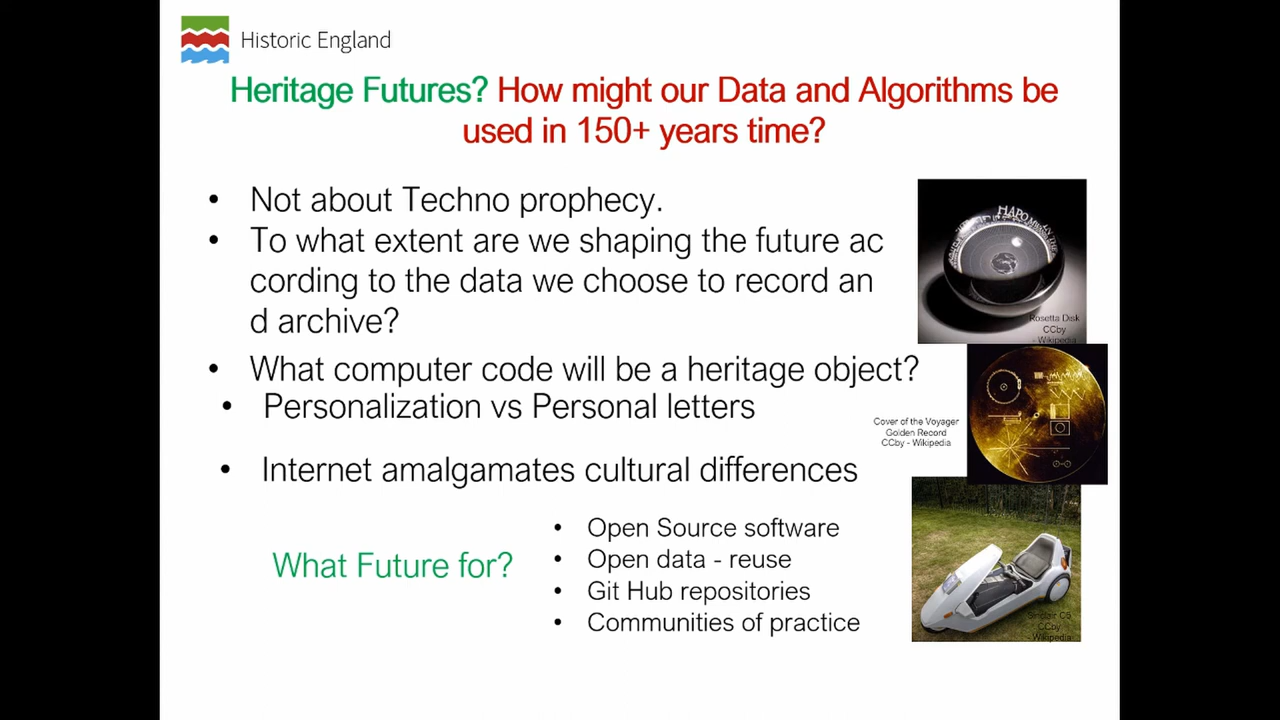 Historic England
Heritage Futures? How might our Data and Algorithms be
used in 150+ years time?
• Not about Techno prophecy.
• To what extent are we shaping the future ac
cording to the data we choose to record an
d archive?
• What computer code will be a heritage object?
• Personalization vs Personal letters
• Internet amalgamates cultural differences
What Future for?
• Open Source software
• Open data - reuse
• Git Hub repositories
• Communities of practice
Rosetta Disk
CCby
- Wikipedia
Cover of the Voyager
Golden Record
CCby - Wikipedia
Sinclair C5
CCby
- Wikipedia